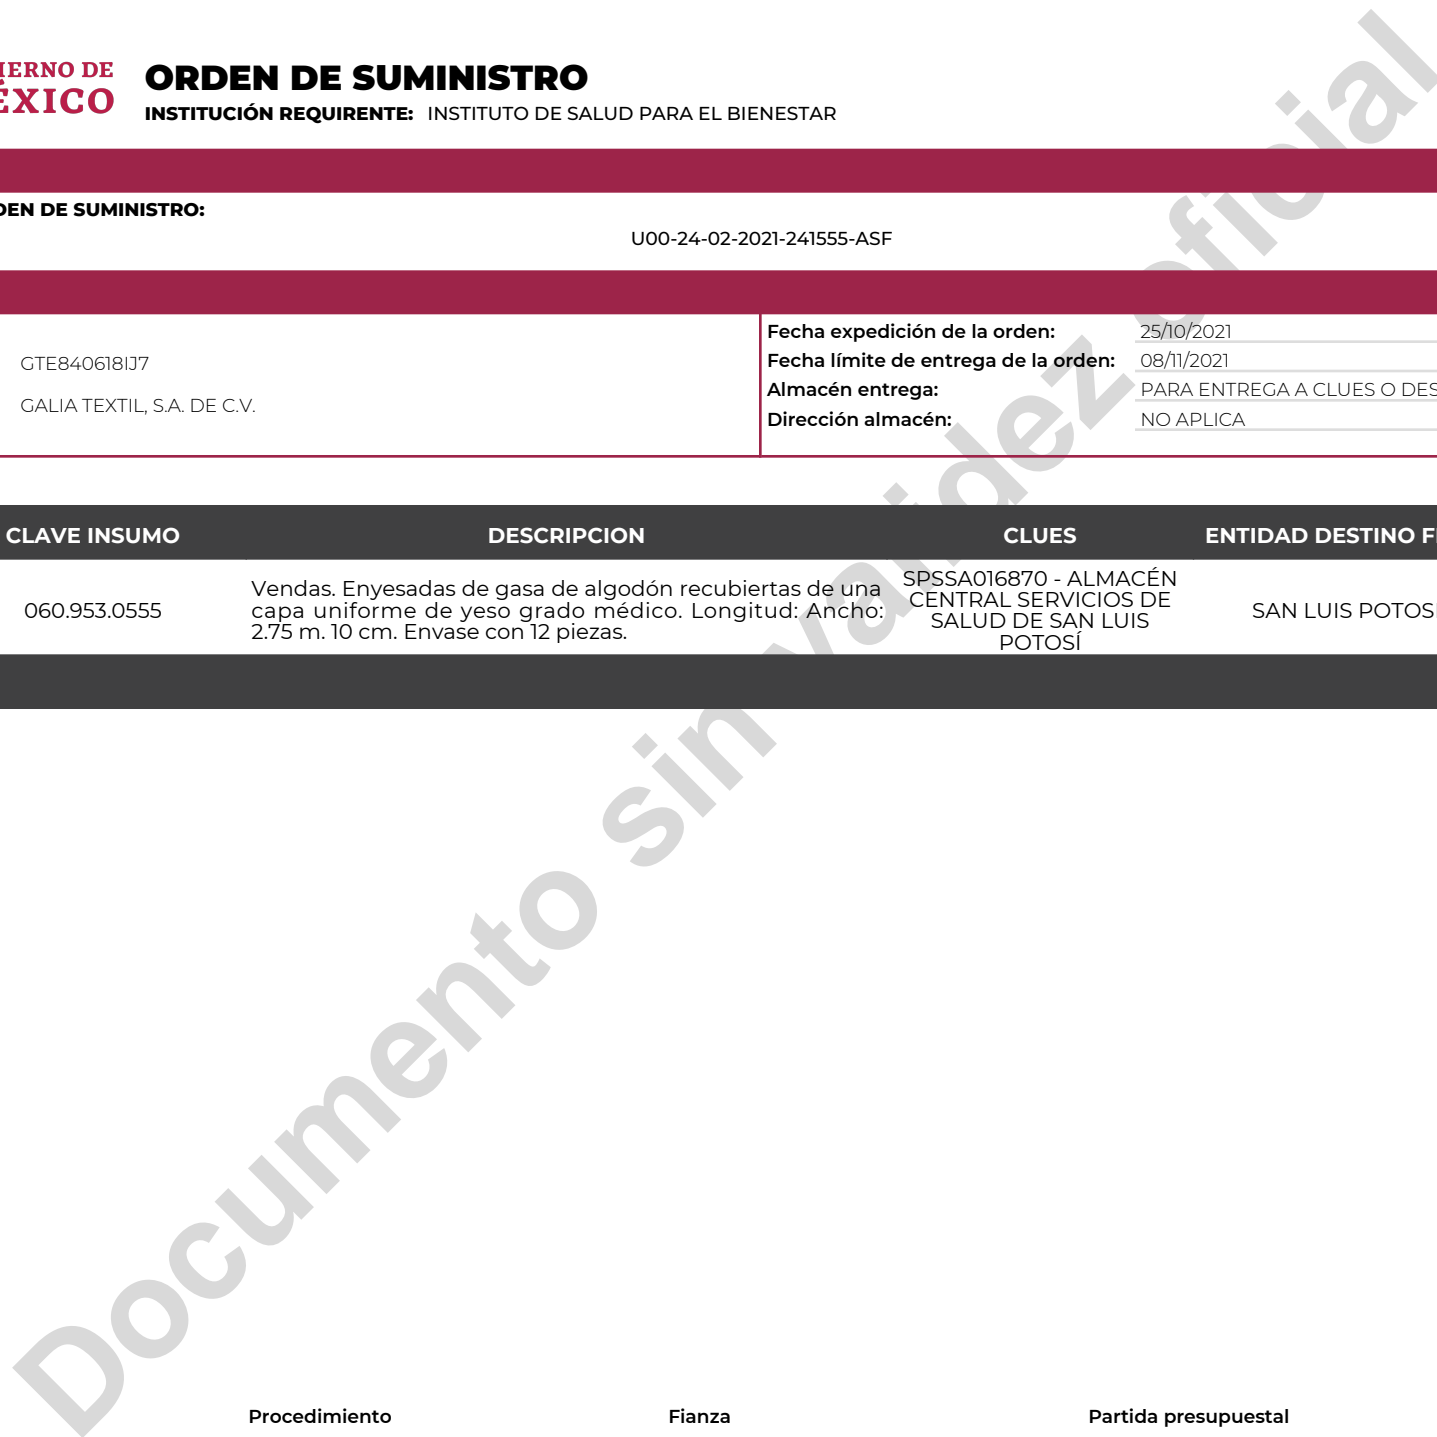 IERNO DE
ÉXICO
ORDEN DE SUMINISTRO
INSTITUCIÓN REQUIRENTE: INSTITUTO DE SALUD PARA EL BIENESTAR
DEN DE SUMINISTRO:
U00-24-02-2021-241555-ASF
GTE840618IJ7
GALIA TEXTIL, S.A. DE C.V.
Fecha expedición de la orden: 25/10/2021
Fecha límite de entrega de la orden: 08/11/2021
Almacén entrega: PARA ENTREGA A CLUES O DES
Dirección almacén: NO APLICA
CLAVE INSUMO DESCRIPCION CLUES ENTIDAD DESTINO F
060.953.0555
Vendas. Enyesadas de gasa de algodón recubiertas de una
capa uniforme de yeso grado médico. Longitud: Ancho:
2.75 m. 10 cm. Envase con 12 piezas.
SPSSA016870 - ALMACÉN
CENTRAL SERVICIOS DE
SALUD DE SAN LUIS
POTOSÍ
SAN LUIS POTOSÍ
Documento sin validez oficial
Procedimiento Fianza Partida presupuestal